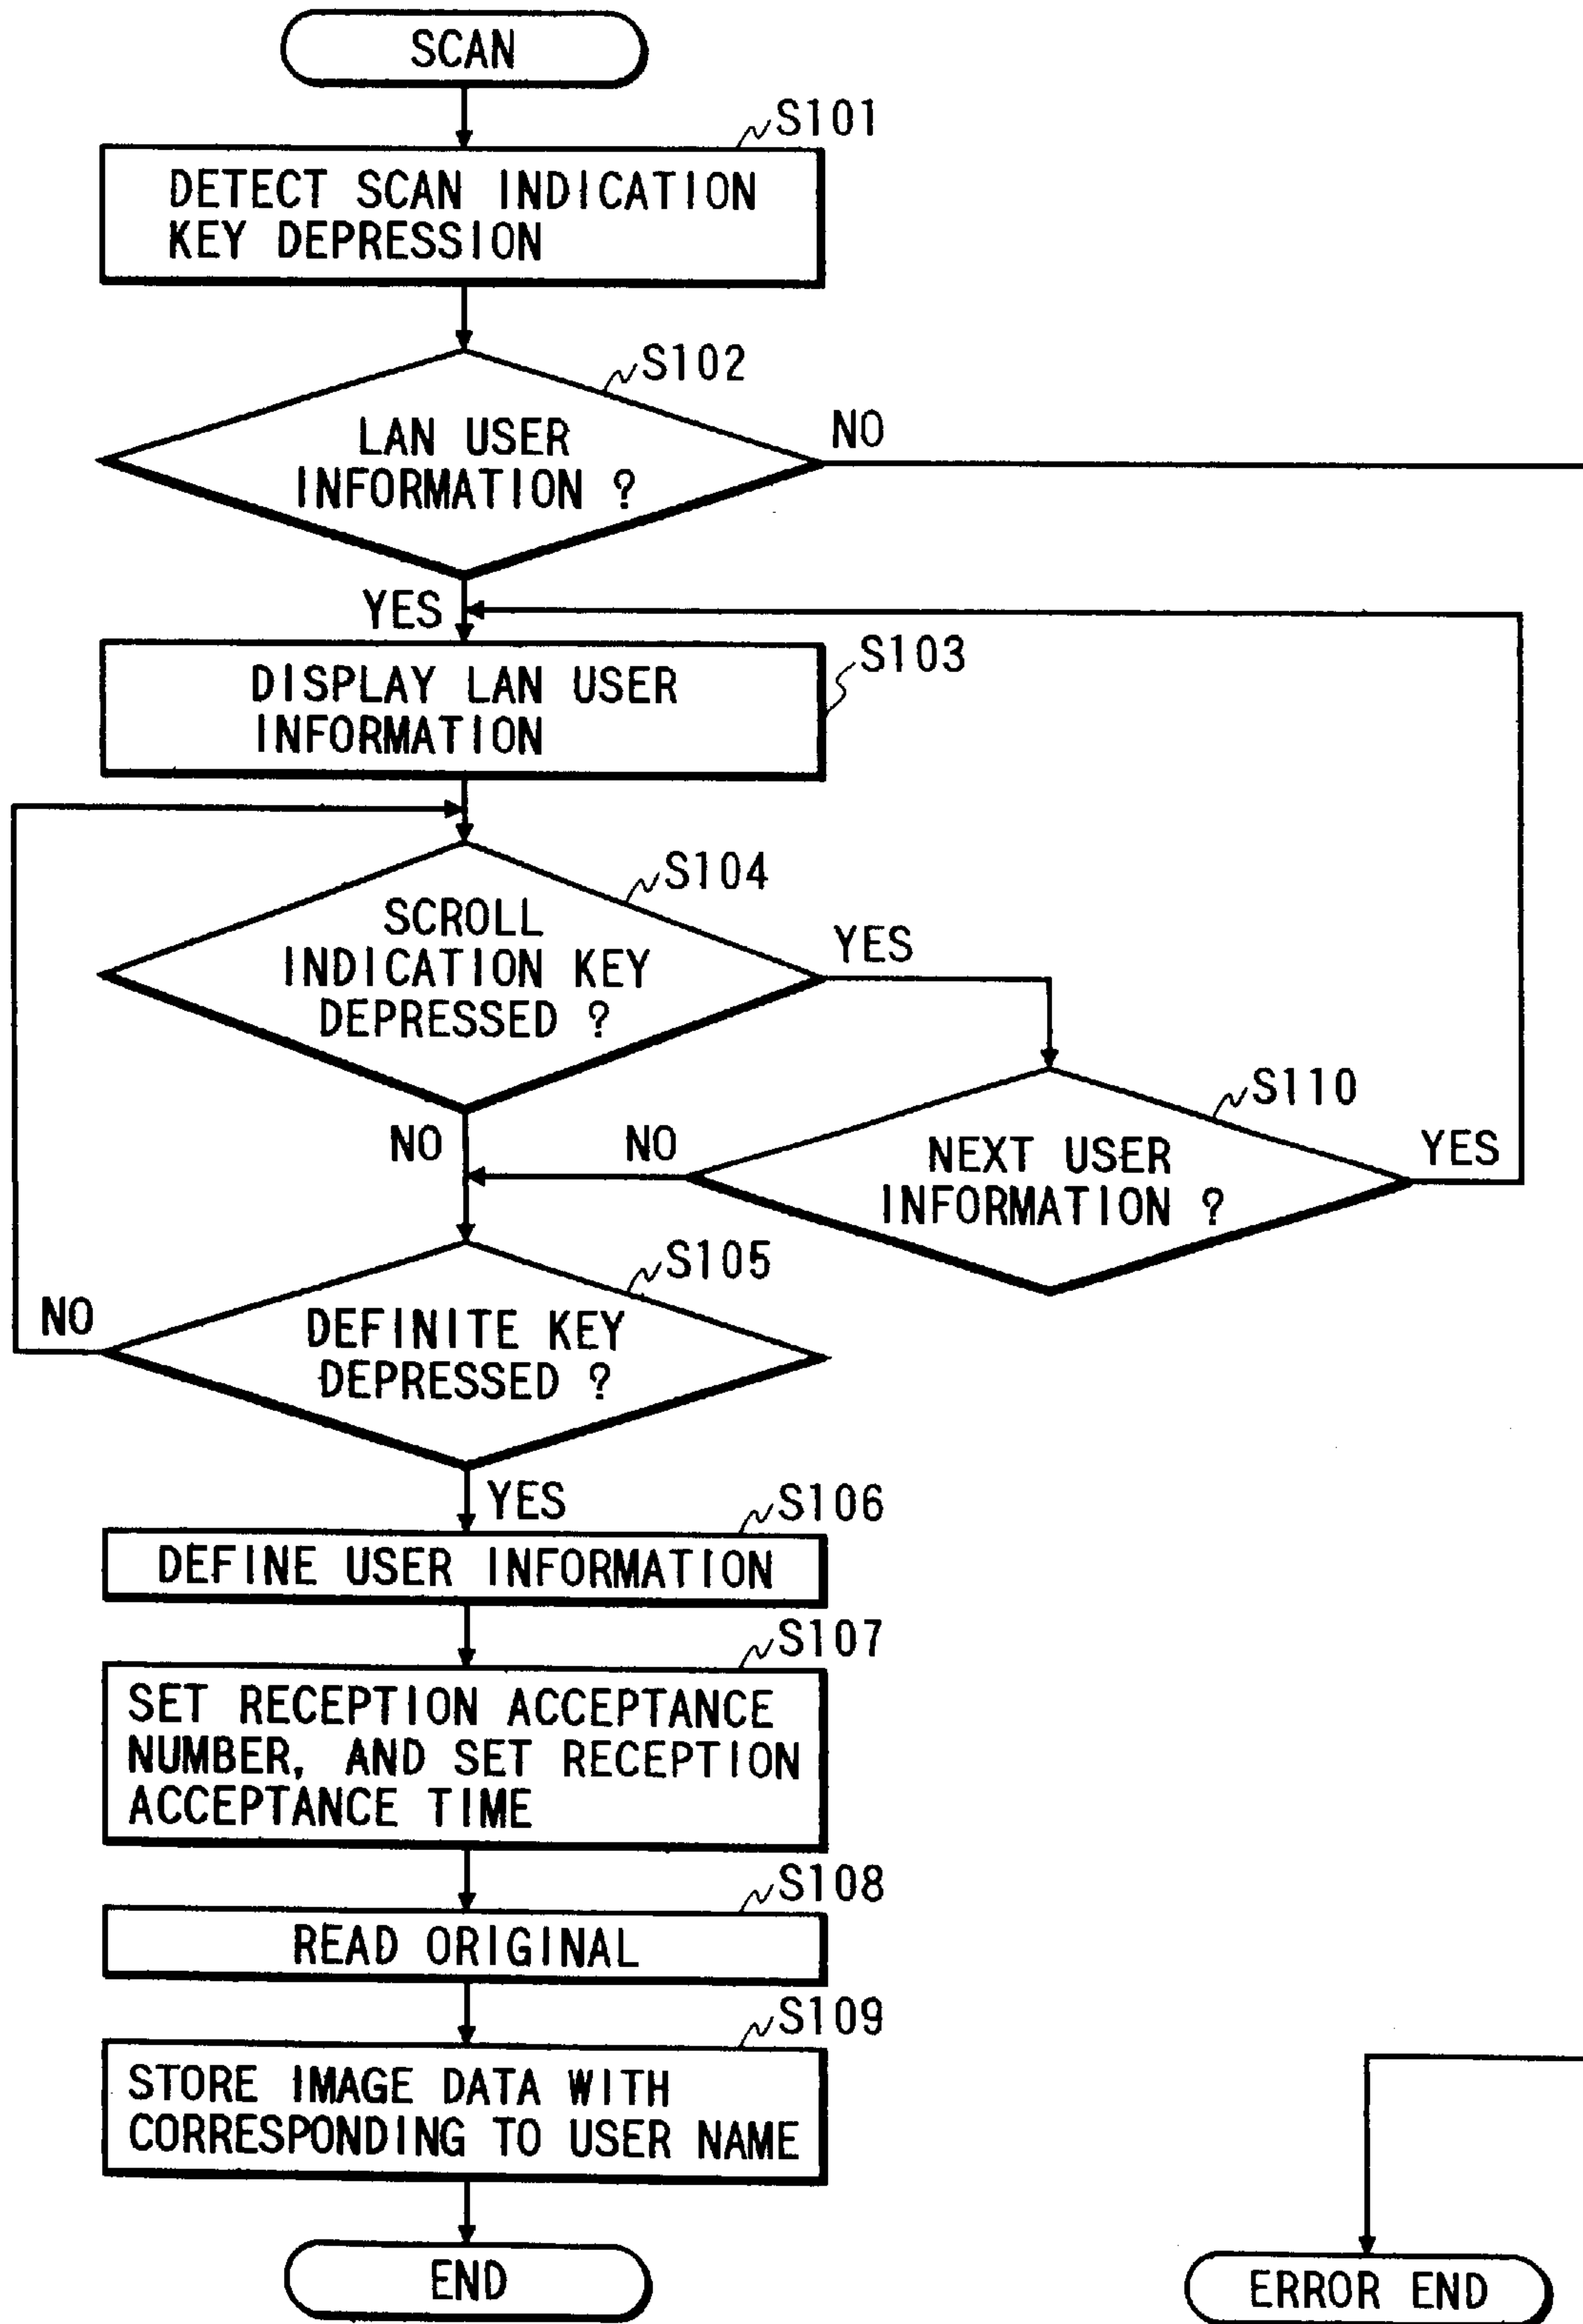 SCAN
S101
DETECT SCAN INDICATION
KEY DEPRESSION
S102
LAN USER
INFORMATION ?
NO
YES
S103
DISPLAY LAN USER
INFORMATION
S104
SCROLL
INDICATION KEY
DEPRESSED ?
YES
NO
S110
NEXT USER
INFORMATION ?
NO
YES
S105
DEFINITE KEY
DEPRESSED ?
NO
YES
S106
DEFINE USER INFORMATION
S107
SET RECEPTION ACCEPTANCE
NUMBER, AND SET RECEPTION
ACCEPTANCE TIME
S108
READ ORIGINAL
S109
STORE IMAGE DATA WITH
CORRESPONDING TO USER NAME
END
ERROR END